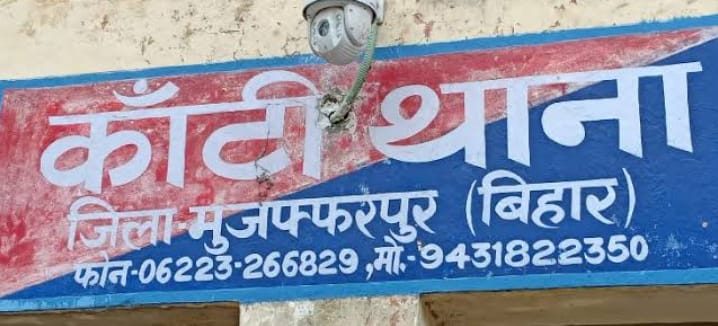 काँटी थाना
जिला-मुजफ्फरपुर (बिहार)
फोन-06223-266829,मो.-9431822350